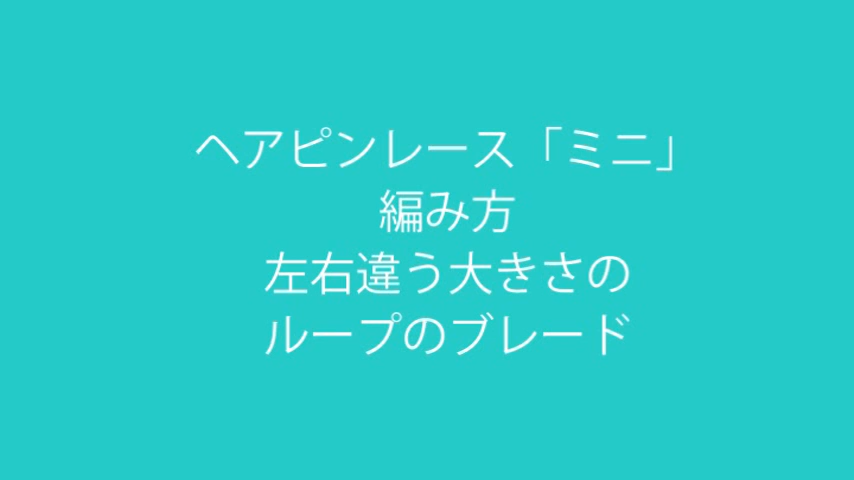 ヘアピンレース「ミニ」
編み方
左右違う大きさの
ループのブレード